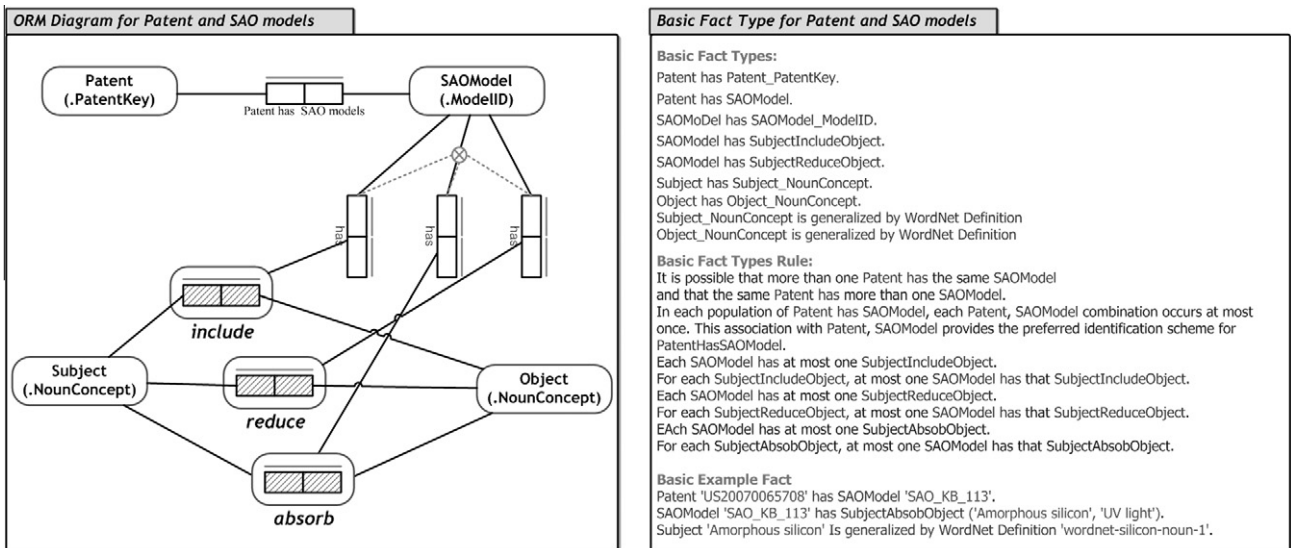 ORM Diagram for Patent and SAO models
Patent
(.PatentKey)
Patent has SAO models
SAOModel
(.ModelID)
has
has
has
include
Subject
(.NounConcept)
reduce
Object
(.NounConcept)
absorb
Basic Fact Type for Patent and SAO models
Basic Fact Types:
Patent has Patent_PatentKey.
Patent has SAOModel.
SAOMoDel has SAOModel_ModelID.
SAOModel has SubjectIncludeObject.
SAOModel has SubjectReduceObject.
Subject has Subject_NounConcept.
Object has Object_NounConcept.
Subject_NounConcept is generalized by WordNet Definition
Object_NounConcept is generalized by WordNet Definition
Basic Fact Types Rule:
It is possible that more than one Patent has the same SAOModel
and that the same Patent has more than one SAOModel.
In each population of Patent has SAOModel, each Patent, SAOModel combination occurs at most
once. This association with Patent, SAOModel provides the preferred identification scheme for
PatentHasSAOModel.
Each SAOModel has at most one SubjectIncludeObject.
For each SubjectIncludeObject, at most one SAOModel has that SubjectIncludeObject.
Each SAOModel has at most one SubjectReduceObject.
For each SubjectReduceObject, at most one SAOModel has that SubjectReduceObject.
EAch SAOModel has at most one SubjectAbsobObject.
For each SubjectAbsobObject, at most one SAOModel has that SubjectAbsobObject.
Basic Example Fact
Patent 'US20070065708' has SAOModel 'SAO_KB_113'.
SAOModel 'SAO_KB_113' has SubjectAbsobObject ('Amorphous silicon', 'UV light').
Subject 'Amorphous silicon' Is generalized by WordNet Definition 'wordnet-silicon-noun-1'.